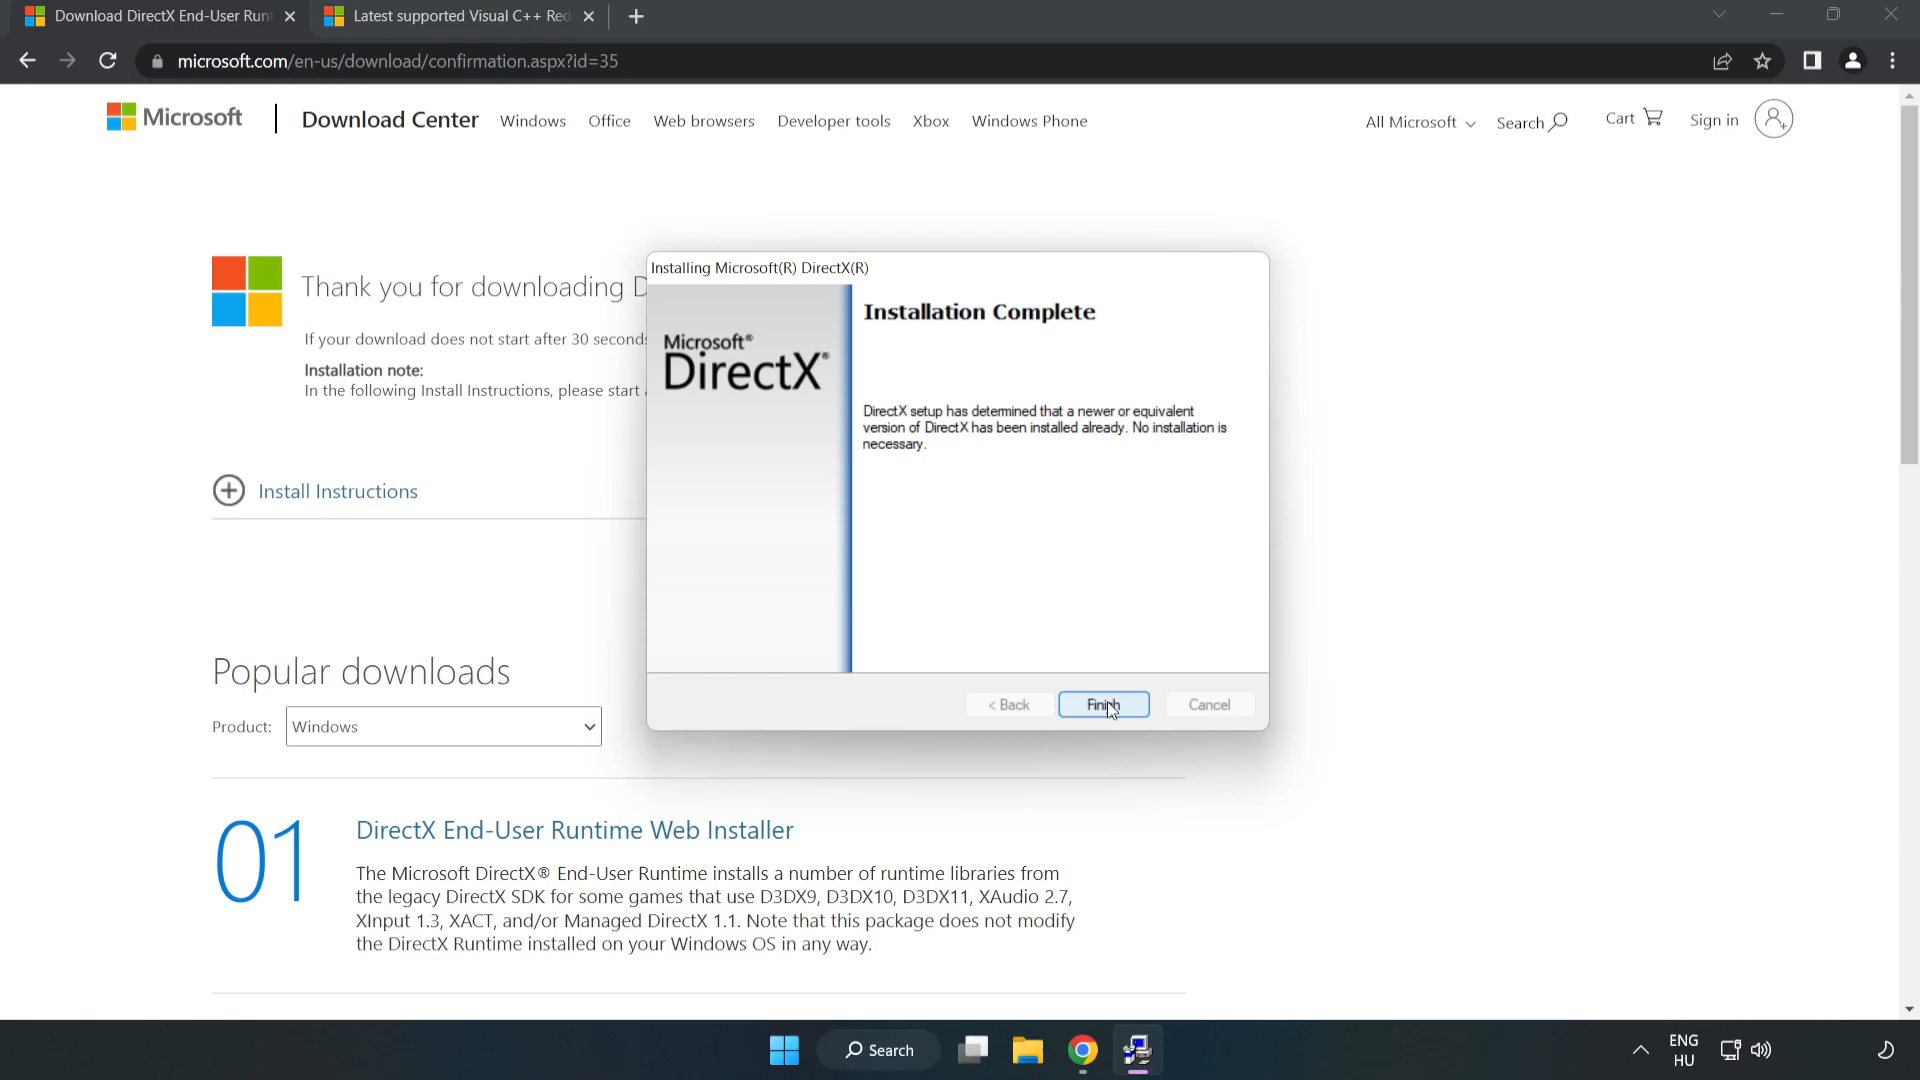 Download DirectX End-User Run
Latest supported Visual C++ Red
microsoft.com/en-us/download/confirmation.aspx?id=35
Microsoft
Download Center
Windows
Office
Web browsers
Developer tools
Xbox
Windows Phone
All Microsoft
Search
Cart
Sign in
Thank you for downloading D
If your download does not start after 30 seconds
Installation note:
In the following Install Instructions, please start
Install Instructions
Installing Microsoft(R) DirectX(R)
Microsoft®
DirectX®
Installation Complete
DirectX setup has determined that a newer or equivalent
version of DirectX has been installed already. No installation is
necessary.
< Back
Finish
Cancel
Popular downloads
Product:
Windows
01
DirectX End-User Runtime Web Installer
The Microsoft DirectX® End-User Runtime installs a number of runtime libraries from
the legacy DirectX SDK for some games that use D3DX9, D3DX10, D3DX11, XAudio 2.7,
XInput 1.3, XACT, and/or Managed DirectX 1.1. Note that this package does not modify
the DirectX Runtime installed on your Windows OS in any way.
Search
ENG
HU